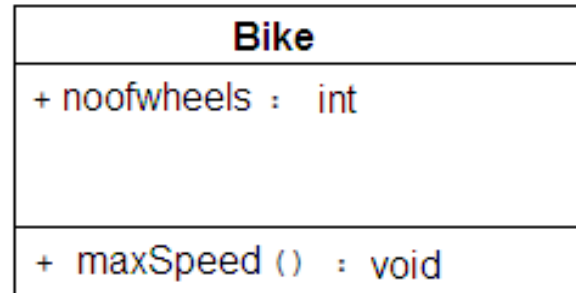 Bike
+ noofwheels : int
+ maxSpeed () : void